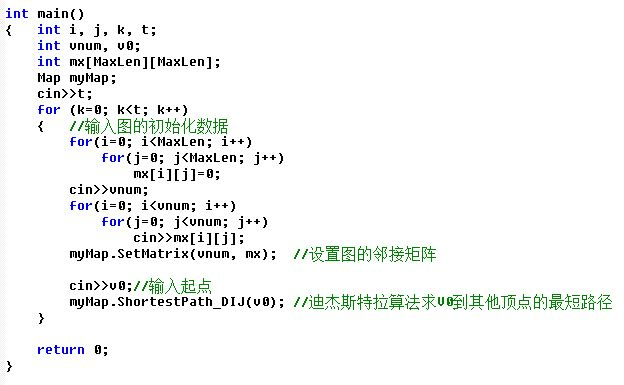 int main()
{   int i, j, k, t;
    int vnum, v0;
    int mx[MaxLen][MaxLen];
    Map myMap;
    cin>>t;
    for (k=0; k<t; k++)
    {   //输入图的初始化数据
        for(i=0; i<MaxLen; i++)
            for(j=0; j<MaxLen; j++)
                mx[i][j]=0;
        cin>>vnum;
        for(i=0; i<vnum; i++)
            for(j=0; j<vnum; j++)
                cin>>mx[i][j];
        myMap.SetMatrix(vnum, mx);  //设置图的邻接矩阵
        cin>>v0;//输入起点
        myMap.ShortestPath_DIJ(v0); //迪杰斯特拉算法求V0到其他顶点的最短路径
    }
    return 0;
}